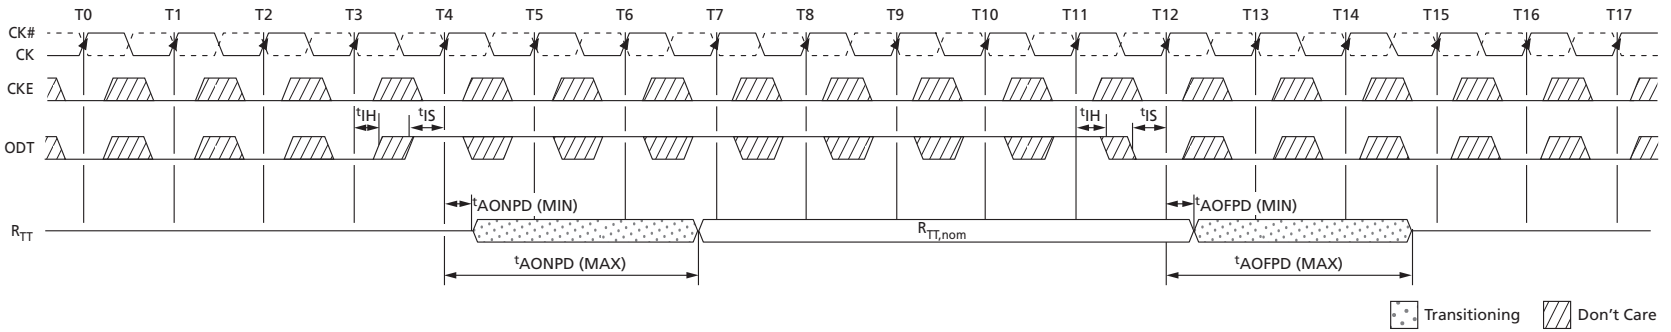 T0 T1 T2 T3 T4 T5 T6 T7 T8 T9 T10 T11 T12 T13 T14 T15 T16 T17
CK#
CK
CKE
tIH tIS tIH tIS
ODT
tAONPD (MIN) tAOFPD (MIN)
RTT RTT,nom
tAONPD (MAX) tAOFPD (MAX)
Transitioning Don't Care